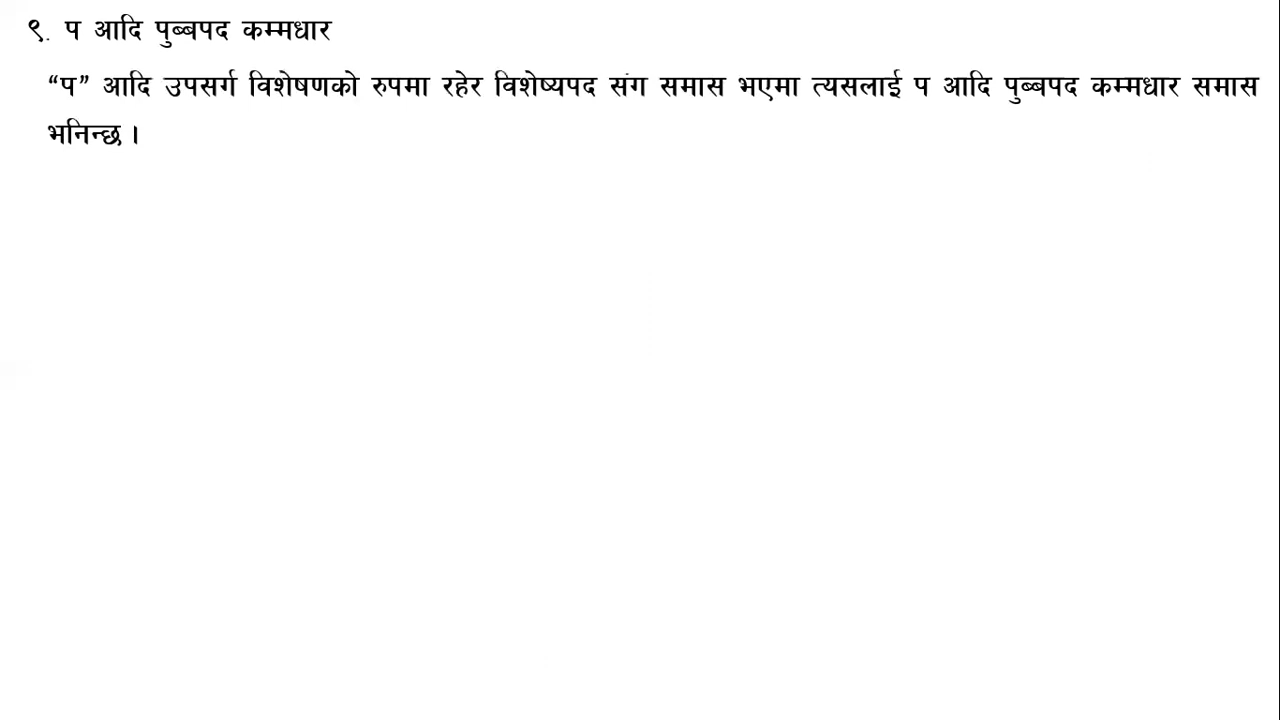 ९. प आदि पुब्बपद कम्मधार
“प” आदि उपसर्ग विशेषणको रुपमा रहेर विशेष्यपद संग समास भएमा त्यसलाई प आदि पुब्बपद कम्मधार समास
भनिन्छ ।